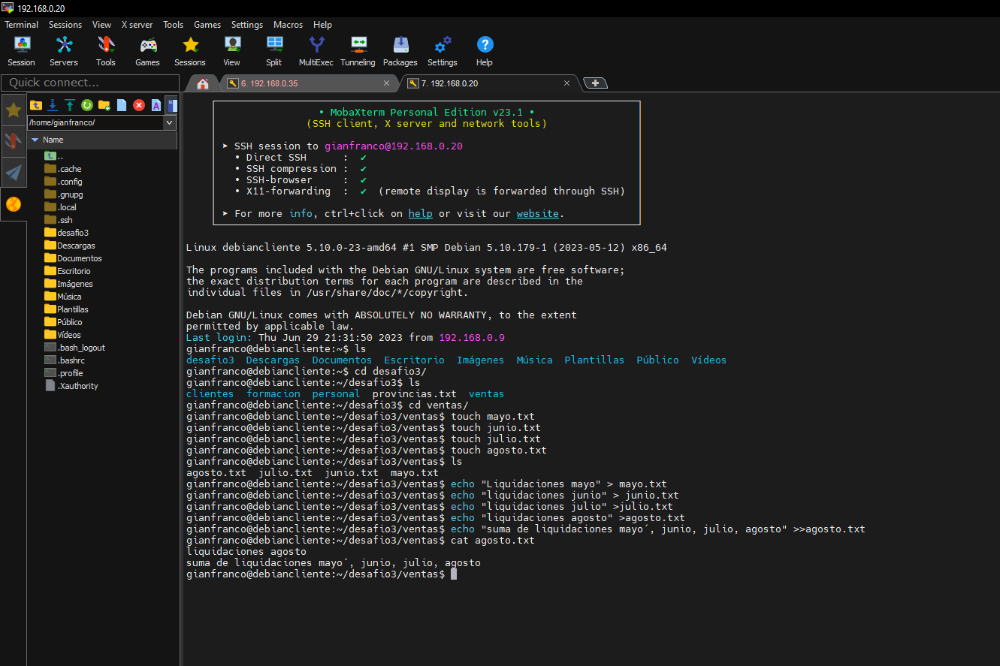 192.168.0.20
Terminal Sessions View X server Tools Games Settings Macros Help
Session Servers Tools Games Sessions View Split MultiExec Tunneling Packages Settings Help
Quick connect...
6. 192.168.0.35
7. 192.168.0.20
/home/gianfranco/
Name
..
.cache
.config
.gnupg
.local
.ssh
desafio3
Descargas
Documentos
Escritorio
Imágenes
Música
Plantillas
Público
Vídeos
.bash_logout
.bashrc
.profile
.Xauthority
• MobaXterm Personal Edition v23.1 •
(SSH client, X server and network tools)
➤ SSH session to gianfranco@192.168.0.20
• Direct SSH : ✔
• SSH compression : ✔
• SSH-browser : ✔
• X11-forwarding : ✔ (remote display is forwarded through SSH)
➤ For more info, ctrl+click on help or visit our website.
Linux debiancliente 5.10.0-23-amd64 #1 SMP Debian 5.10.179-1 (2023-05-12) x86_64
The programs included with the Debian GNU/Linux system are free software;
the exact distribution terms for each program are described in the
individual files in /usr/share/doc/*/copyright.
Debian GNU/Linux comes with ABSOLUTELY NO WARRANTY, to the extent
permitted by applicable law.
Last login: Thu Jun 29 21:31:50 2023 from 192.168.0.9
gianfranco@debiancliente:~$ ls
desafio3 Descargas Documentos Escritorio Imágenes Música Plantillas Público Vídeos
gianfranco@debiancliente:~$ cd desafio3/
gianfranco@debiancliente:~/desafio3$ ls
clientes formacion personal provincias.txt ventas
gianfranco@debiancliente:~/desafio3$ cd ventas/
gianfranco@debiancliente:~/desafio3/ventas$ touch mayo.txt
gianfranco@debiancliente:~/desafio3/ventas$ touch junio.txt
gianfranco@debiancliente:~/desafio3/ventas$ touch julio.txt
gianfranco@debiancliente:~/desafio3/ventas$ touch agosto.txt
gianfranco@debiancliente:~/desafio3/ventas$ ls
agosto.txt julio.txt junio.txt mayo.txt
gianfranco@debiancliente:~/desafio3/ventas$ echo "Liquidaciones mayo" > mayo.txt
gianfranco@debiancliente:~/desafio3/ventas$ echo "liquidaciones junio" > junio.txt
gianfranco@debiancliente:~/desafio3/ventas$ echo "liquidaciones julio" >julio.txt
gianfranco@debiancliente:~/desafio3/ventas$ echo "liquidaciones agosto" >agosto.txt
gianfranco@debiancliente:~/desafio3/ventas$ echo "suma de liquidaciones mayo´, junio, julio, agosto" >>agosto.txt
gianfranco@debiancliente:~/desafio3/ventas$ cat agosto.txt
liquidaciones agosto
suma de liquidaciones mayo´, junio, julio, agosto
gianfranco@debiancliente:~/desafio3/ventas$